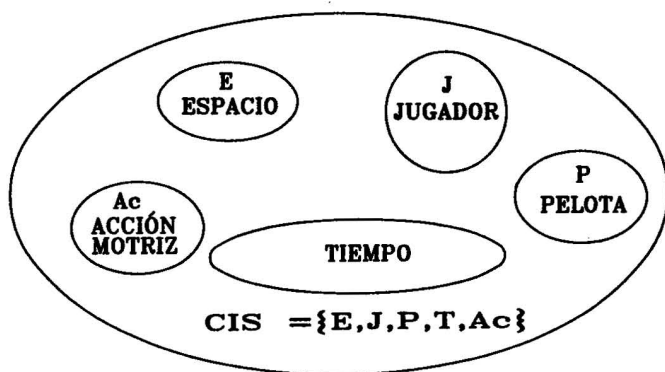 E
ESPACIO
J
JUGADOR
P
PELOTA
Ac
ACCIÓN
MOTRIZ
TIEMPO
CIS ={E,J,P,T,Ac}